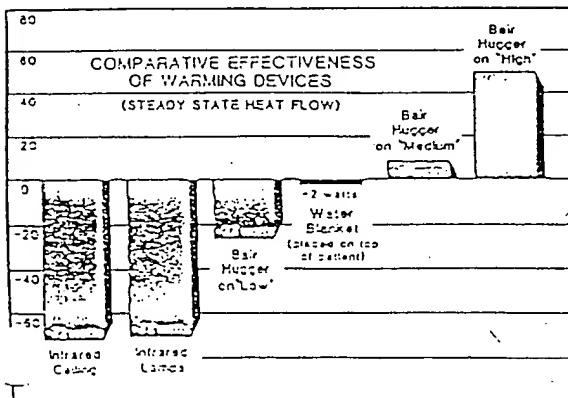 80
60
40
20
0
-20
-40
-60
COMPARATIVE EFFECTIVENESS
OF WARMING DEVICES
(STEADY STATE HEAT FLOW)
Infrared
Ceiling
Infrared
Lamps
Bair
Hugger
on "Low"
-2 watts
Water
Blanket
(placed on top
of patient)
Bair
Hugger
on "Medium"
Bair
Hugger
on "High"